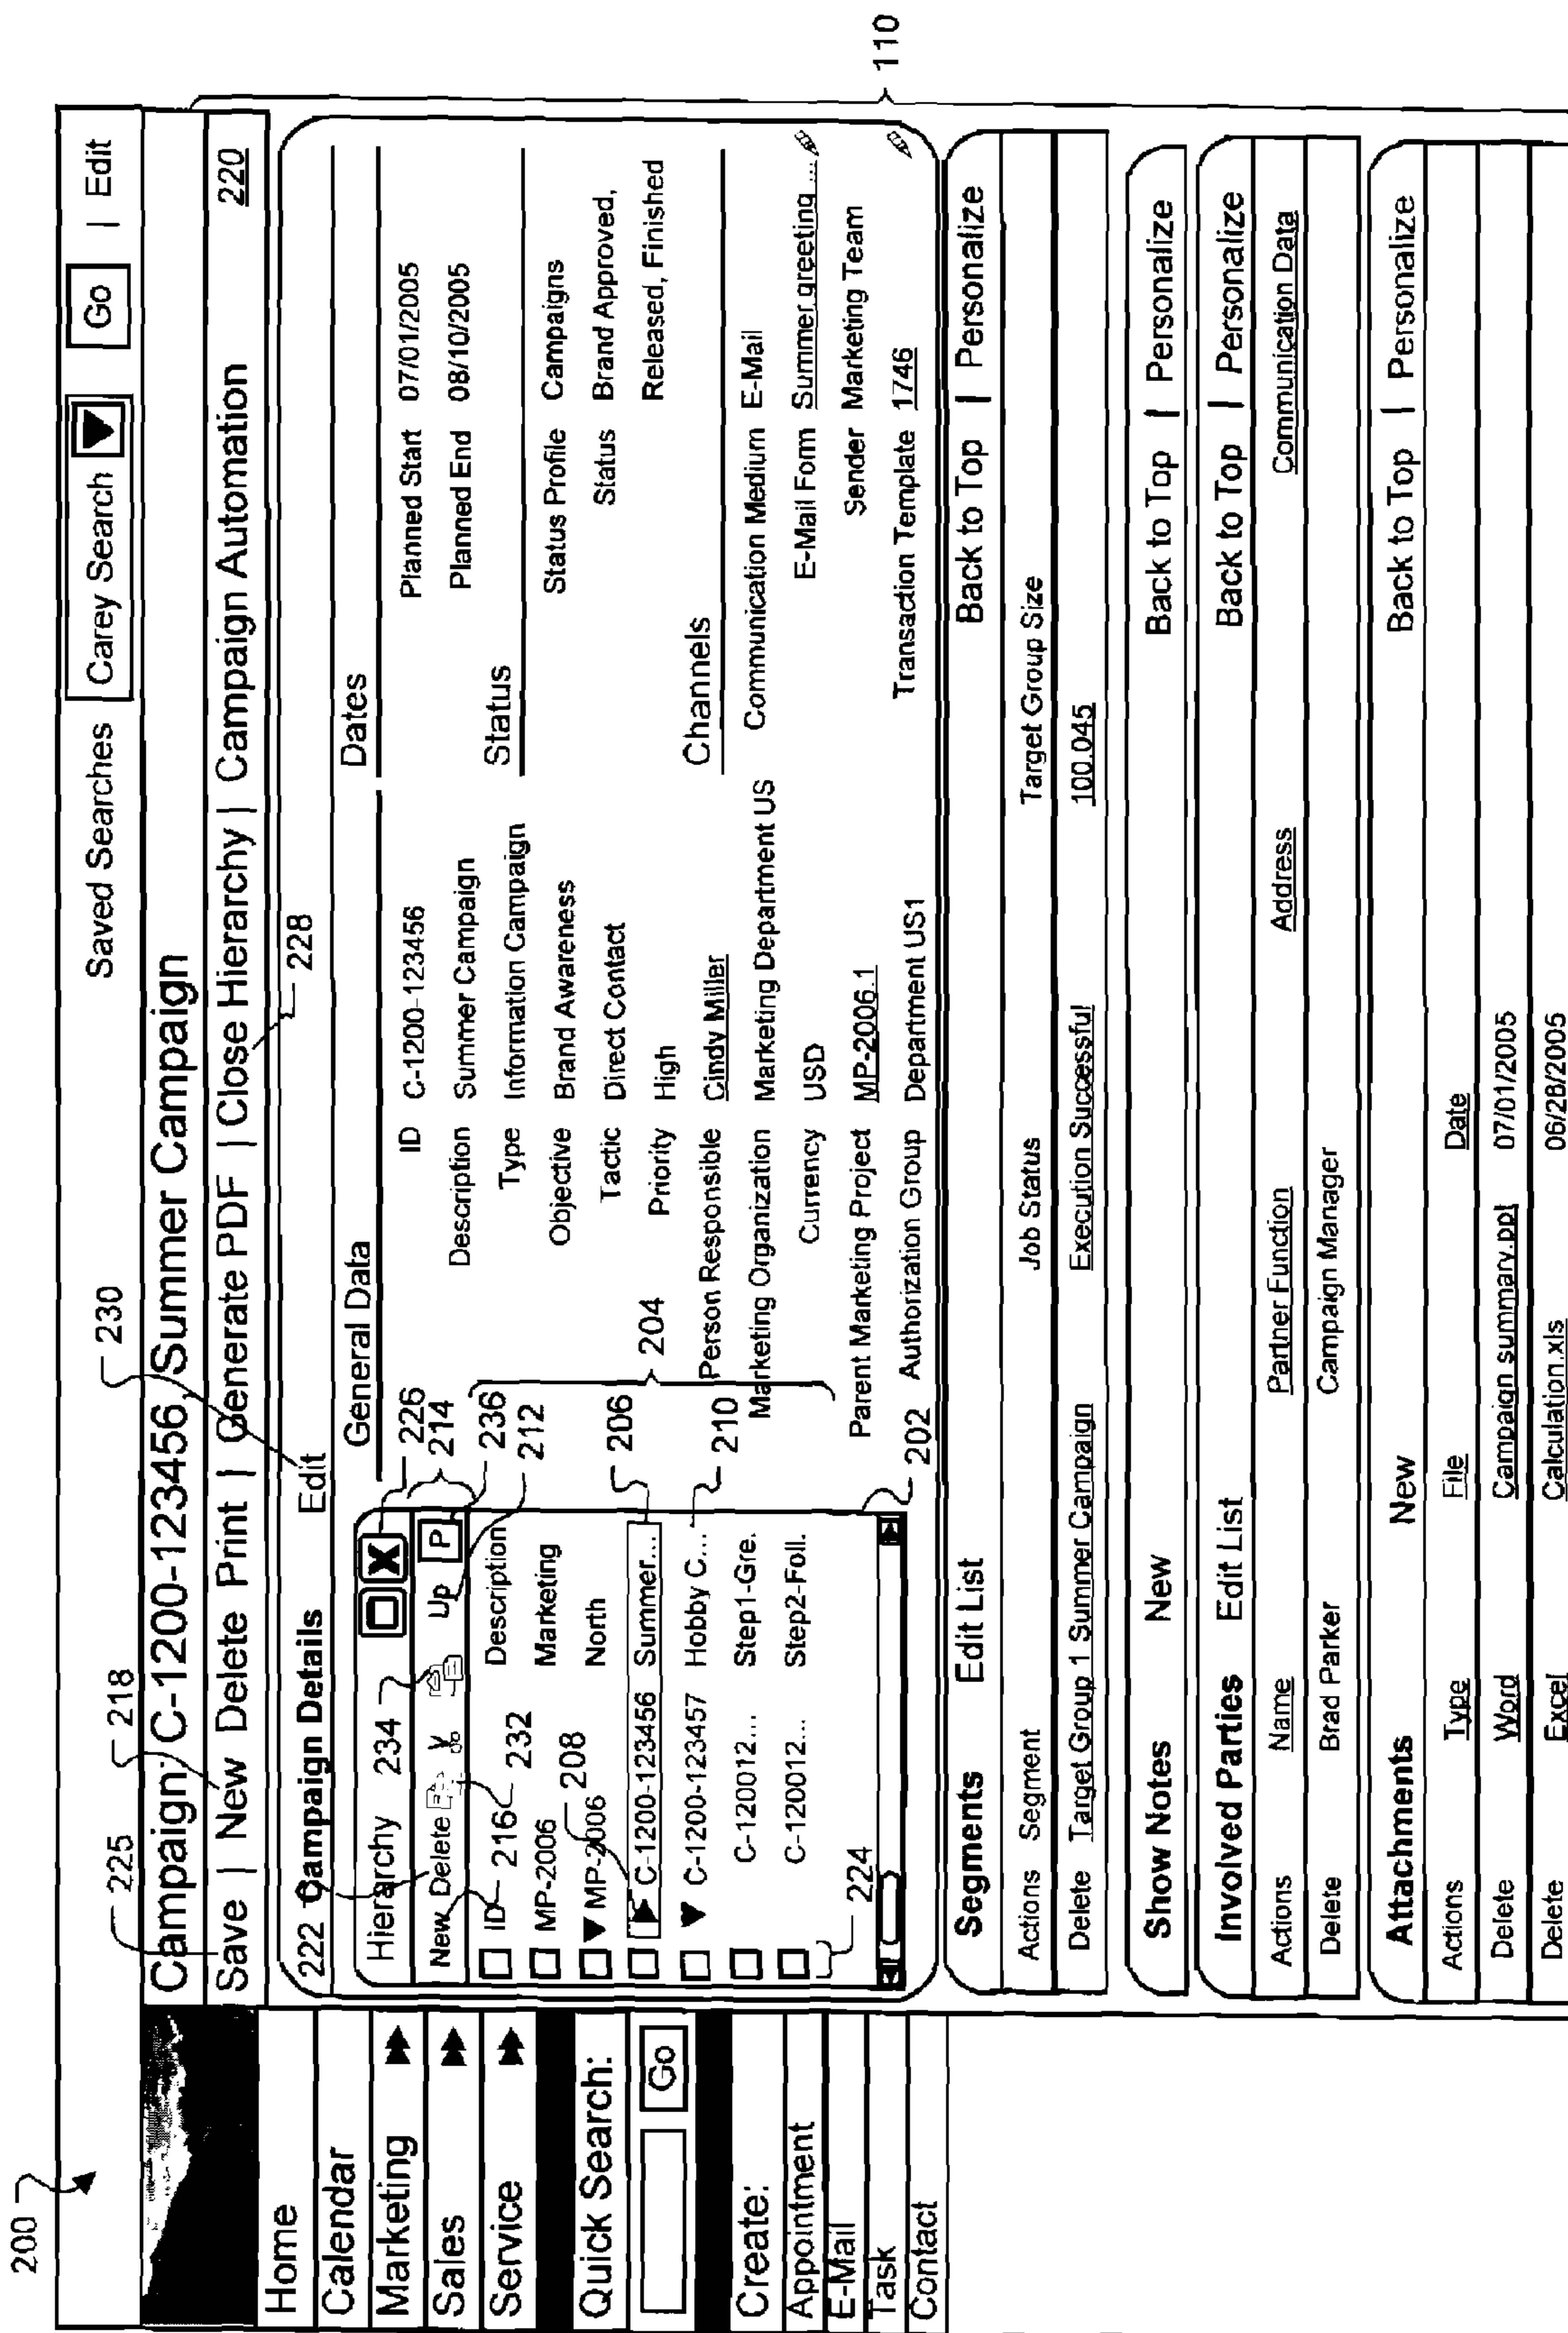 200
Saved Searches Carey Search Go | Edit
225 218 230
Campaign: C-1200-123456, Summer Campaign
Save | New Delete Print | Generate PDF | Close Hierarchy | Campaign Automation 220
228
Home
Calendar
Marketing
Sales
Service
Quick Search:
Go
Create:
Appointment
E-Mail
Task
Contact
222 Campaign Details Edit
Hierarchy 234
226
New Delete Up P
214
ID 216 232 Description
236
MP-2006 Marketing
212
MP-2006 208 North
204
C-1200-123456 Summer...
206
C-1200-123457 Hobby C...
210
C-120012... Step1-Gre.
C-120012... Step2-Foll.
224
202
General Data
ID C-1200-123456
Description Summer Campaign
Type Information Campaign
Objective Brand Awareness
Tactic Direct Contact
Priority High
Person Responsible Cindy Miller
Marketing Organization Marketing Department US
Currency USD
Parent Marketing Project MP-2006.1
Authorization Group Department US1
Dates
Planned Start 07/01/2005
Planned End 08/10/2005
Status
Status Profile Campaigns
Status Brand Approved,
Released, Finished
Channels
Communication Medium E-Mail
E-Mail Form Summer greeting ...
Sender Marketing Team
Transaction Template 1746
110
Segments Edit List Back to Top | Personalize
Actions Segment Job Status Target Group Size
Delete Target Group 1 Summer Campaign Execution Successful 100.045
Show Notes New Back to Top | Personalize
Involved Parties Edit List Back to Top | Personalize
Actions Name Partner Function Address Communication Data
Delete Brad Parker Campaign Manager
Attachments New Back to Top | Personalize
Actions Type File Date
Delete Word Campaign summary.ppt 07/01/2005
Delete Excel Calculation.xls 06/28/2005